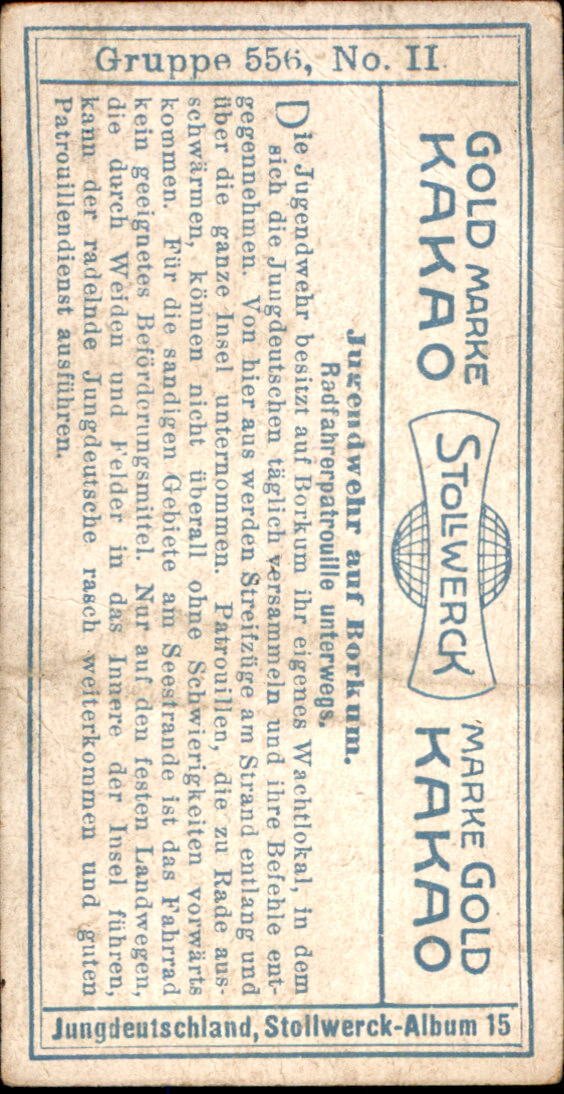 Gruppe 556, No. II.
GOLD MARKE
KAKAO
STOLLWERCK
MARKE GOLD
KAKAO
Jugendwehr auf Borkum.
Radfahrerpatrouille unterwegs.
Die Jugendwehr besitzt auf Borkum ihr eigenes Wachtlokal, in dem
sich die Jungdeutschen täglich versammeln und ihre Befehle ent-
gegennehmen. Von hier aus werden Streifzüge am Strand entlang und
über die ganze Insel unternommen. Patrouillen, die zu Rade aus-
schwärmen, können nicht überall ohne Schwierigkeiten vorwärts
kommen. Für die sandigen Gebiete am Seestrande ist das Fahrrad
kein geeignetes Beförderungsmittel. Nur auf den festen Landwegen,
die durch Weiden und Felder in das Innere der Insel führen,
kann der radelnde Jungdeutsche rasch weiterkommen und guten
Patrouillendienst ausführen.
Jungdeutschland, Stollwerck-Album 15